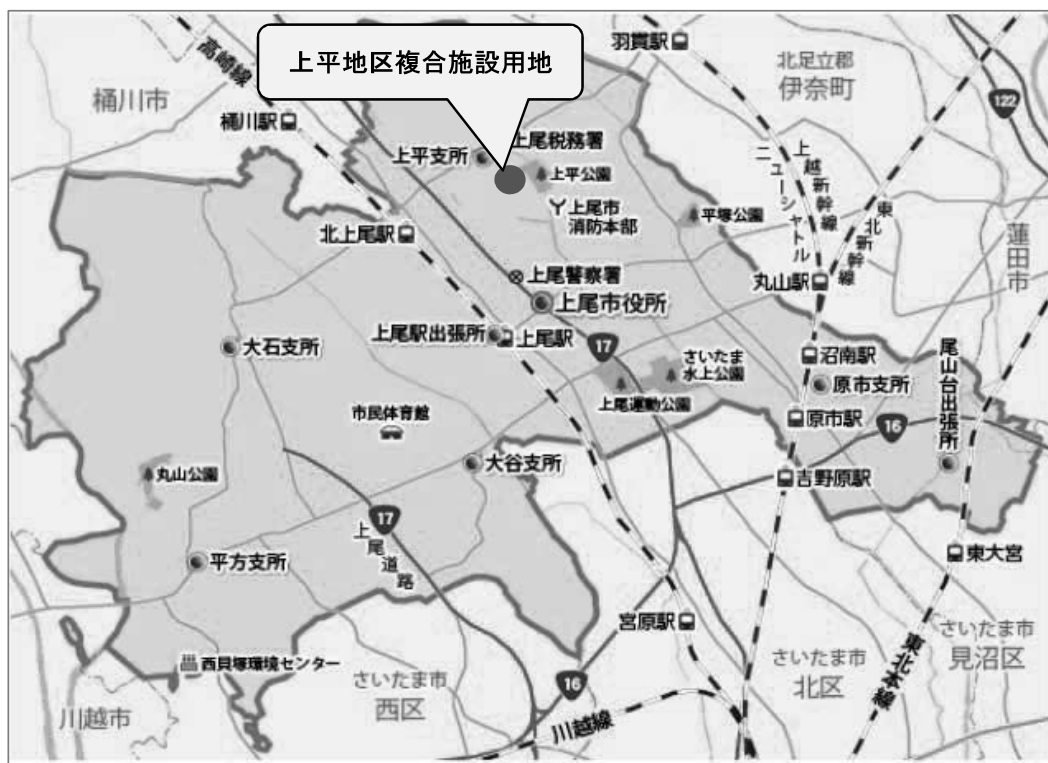 高崎線
上平地区複合施設用地
羽貫駅
北足立郡
伊奈町
122
桶川市
桶川駅
上尾税務署
上平支所
上平公園
上尾市
消防本部
平塚公園
上越新幹線
ニューシャトル
東北新幹線
蓮田市
北上尾駅
丸山駅
上尾警察署
上尾市役所
上尾駅出張所
上尾駅
17
大石支所
さいたま
水上公園
沼南駅
原市支所
尾山台出張所
上尾運動公園
市民体育館
原市駅
16
大谷支所
吉野原駅
丸山公園
17
上尾道路
平方支所
東大宮
宮原駅
西貝塚環境センター
さいたま市
西区
16
川越線
さいたま市
北区
東北本線
さいたま市
見沼区
川越市